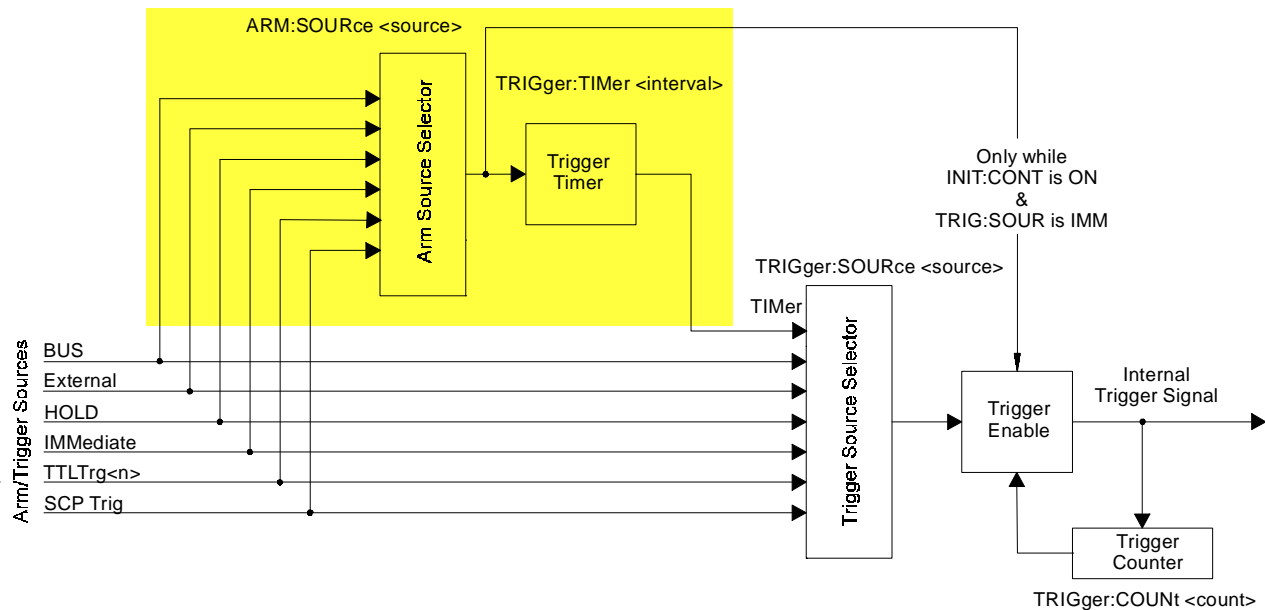 ARM:SOURce <source>
Arm Source Selector
TRIGger:TIMer <interval>
Trigger
Timer
Only while
INIT:CONT is ON
&
TRIG:SOUR is IMM
TRIGger:SOURce <source>
TIMer
Trigger Source Selector
Arm/Trigger Sources
BUS
External
HOLD
IMMediate
TTLTrg<n>
SCP Trig
Trigger
Enable
Internal
Trigger Signal
Trigger
Counter
TRIGger:COUNt <count>